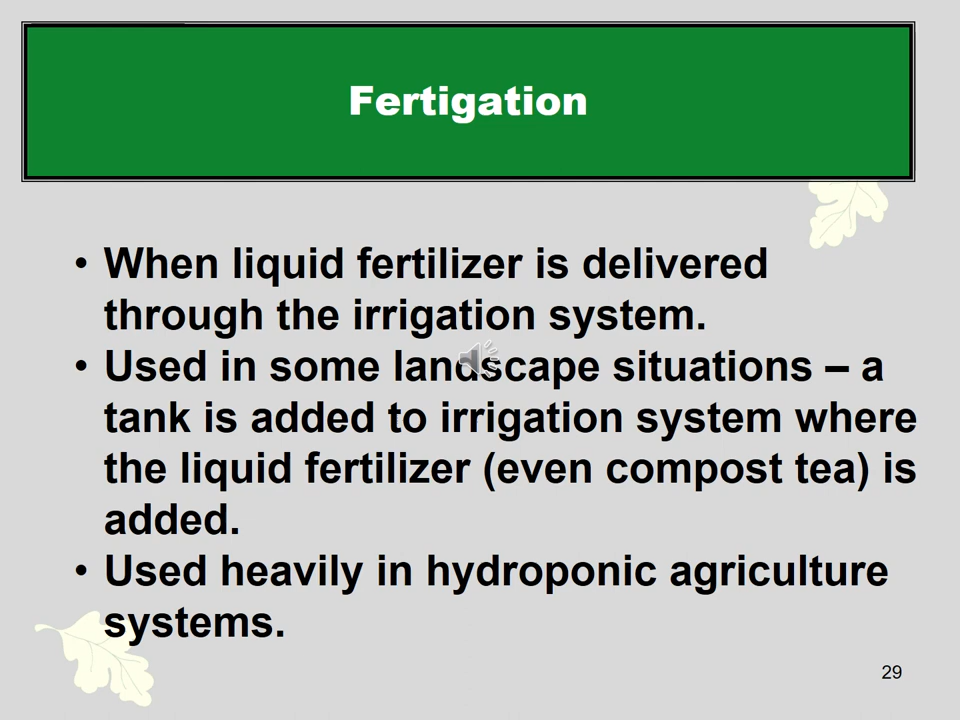 Fertigation
• When liquid fertilizer is delivered
through the irrigation system.
• Used in some landscape situations – a
tank is added to irrigation system where
the liquid fertilizer (even compost tea) is
added.
• Used heavily in hydroponic agriculture
systems.
29